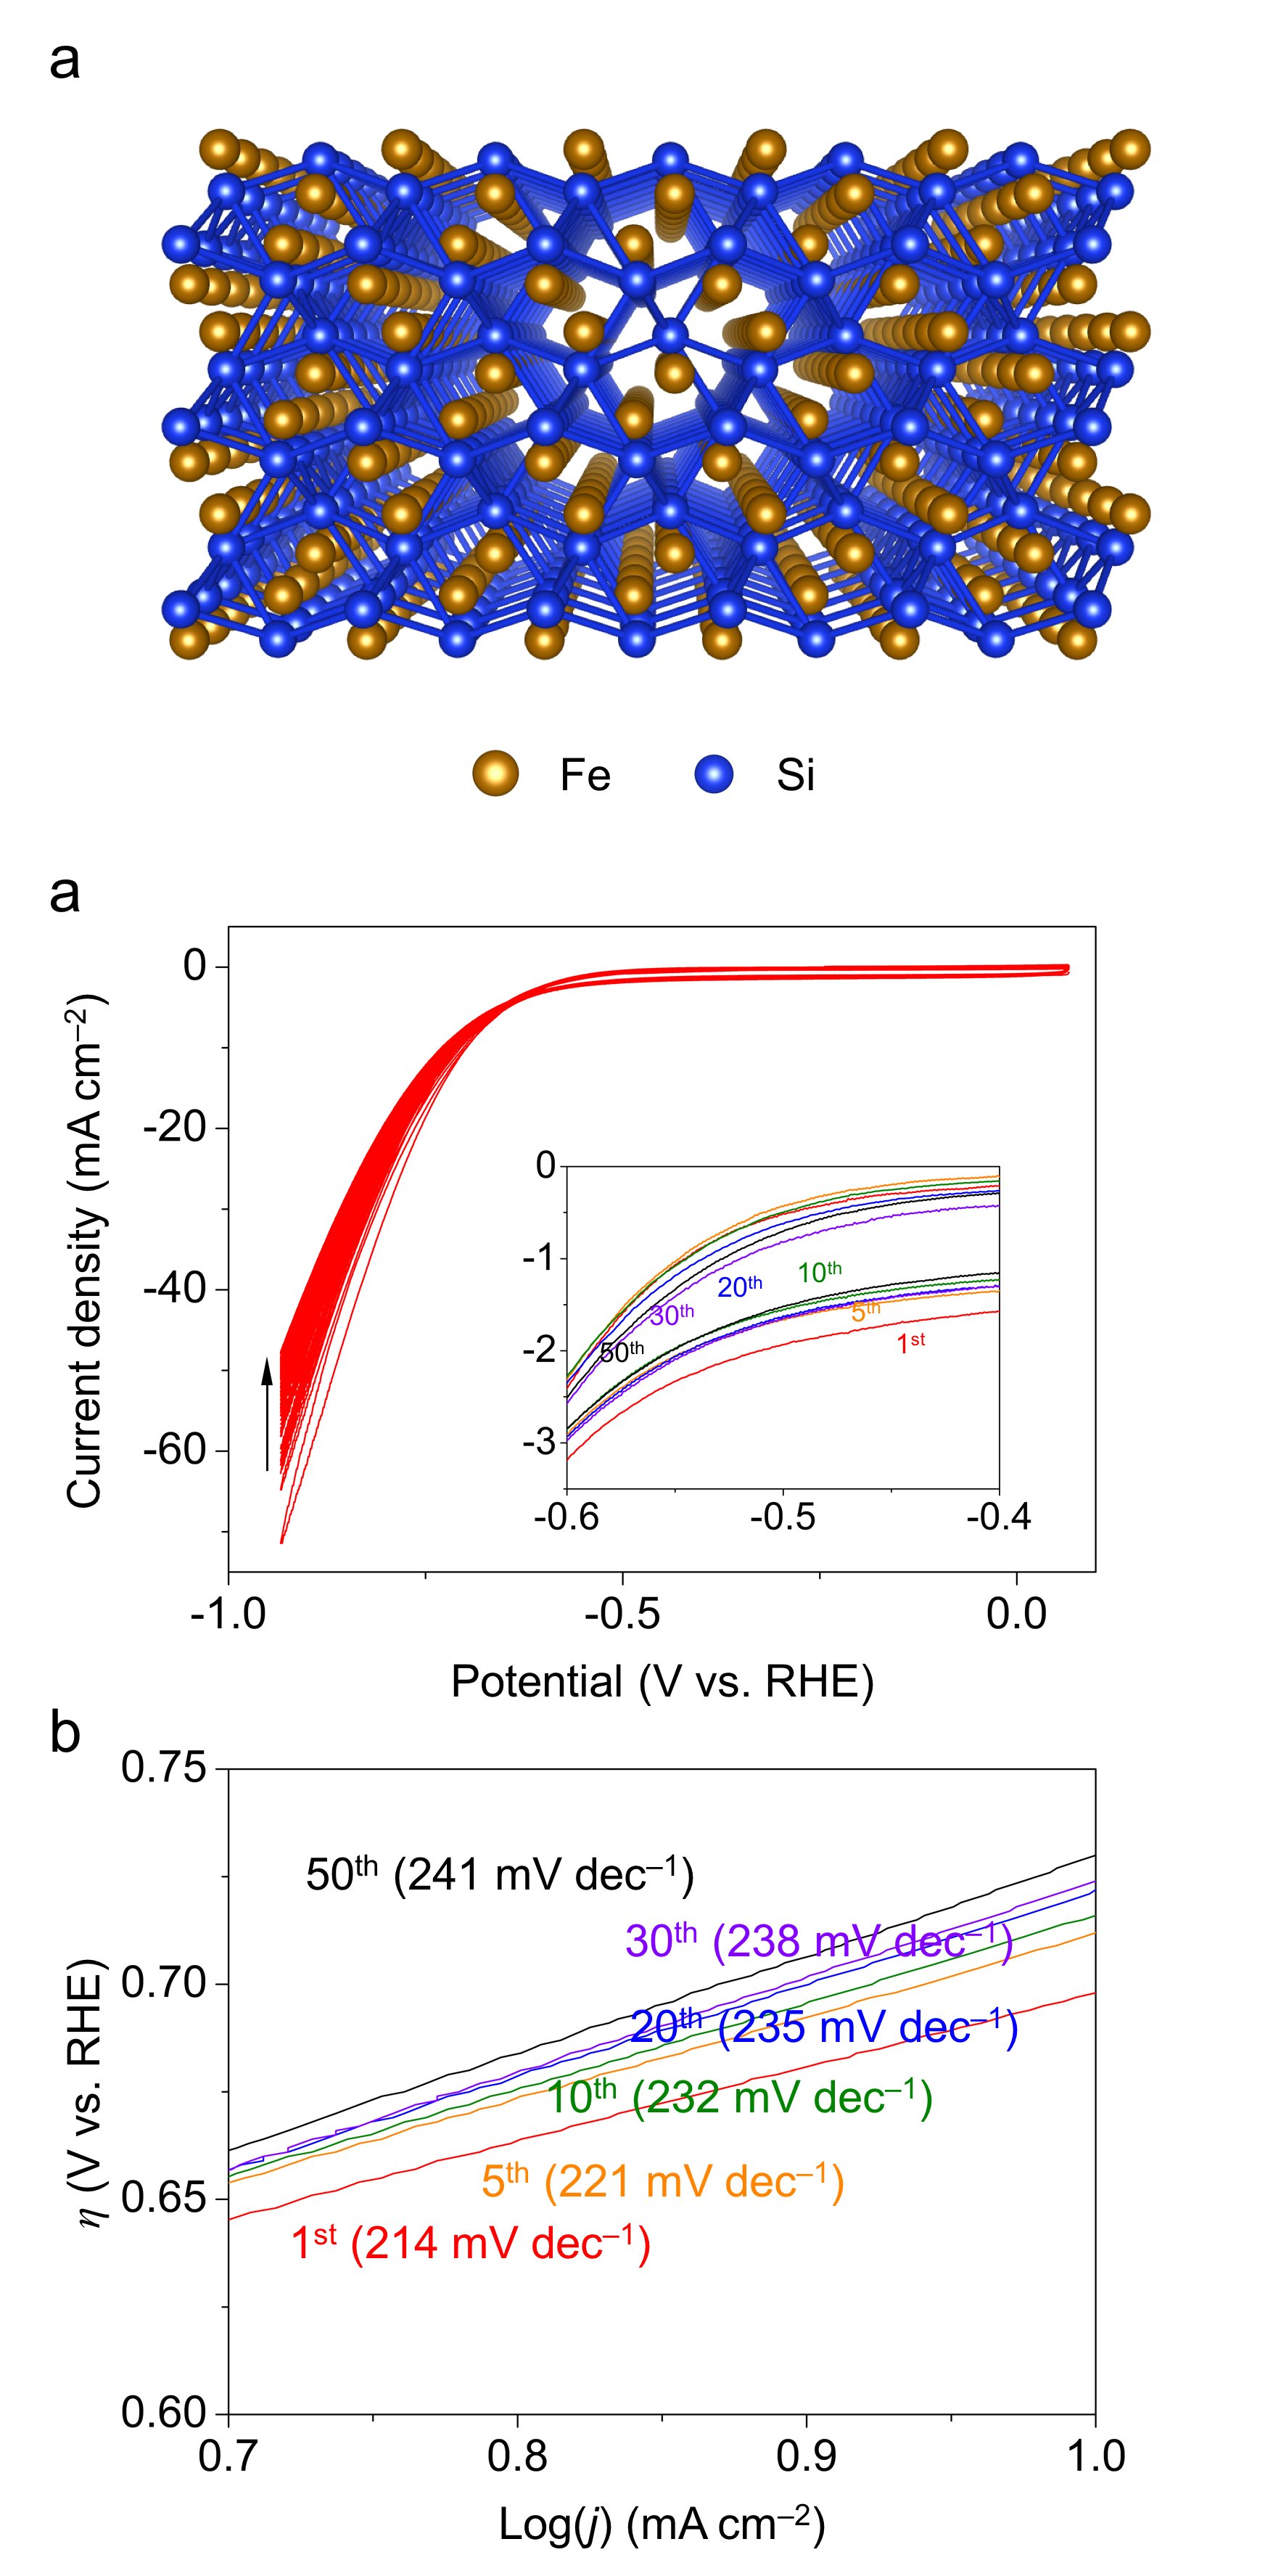 a
Fe Si
a
0
-20
-40
-60
Current density (mA cm⁻²)
0
-1
-2
-3
10th
20th
30th
5th
1st
50th
-0.6 -0.5 -0.4
-1.0 -0.5 0.0
Potential (V vs. RHE)
b
0.75
0.70
0.65
0.60
η (V vs. RHE)
50th (241 mV dec⁻¹)
30th (238 mV dec⁻¹)
20th (235 mV dec⁻¹)
10th (232 mV dec⁻¹)
5th (221 mV dec⁻¹)
1st (214 mV dec⁻¹)
0.7 0.8 0.9 1.0
Log(j) (mA cm⁻²)